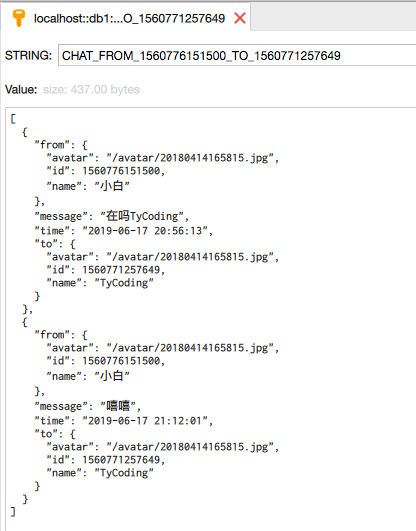 localhost::db1:...O_1560771257649
STRING: CHAT_FROM_1560776151500_TO_1560771257649
Value: size: 437.00 bytes
[
  {
    "from": {
      "avatar": "/avatar/20180414165815.jpg",
      "id": 1560776151500,
      "name": "小白"
    },
    "message": "在吗TyCoding",
    "time": "2019-06-17 20:56:13",
    "to": {
      "avatar": "/avatar/20180414165815.jpg",
      "id": 1560771257649,
      "name": "TyCoding"
    }
  },
  {
    "from": {
      "avatar": "/avatar/20180414165815.jpg",
      "id": 1560776151500,
      "name": "小白"
    },
    "message": "嘻嘻",
    "time": "2019-06-17 21:12:01",
    "to": {
      "avatar": "/avatar/20180414165815.jpg",
      "id": 1560771257649,
      "name": "TyCoding"
    }
  }
]